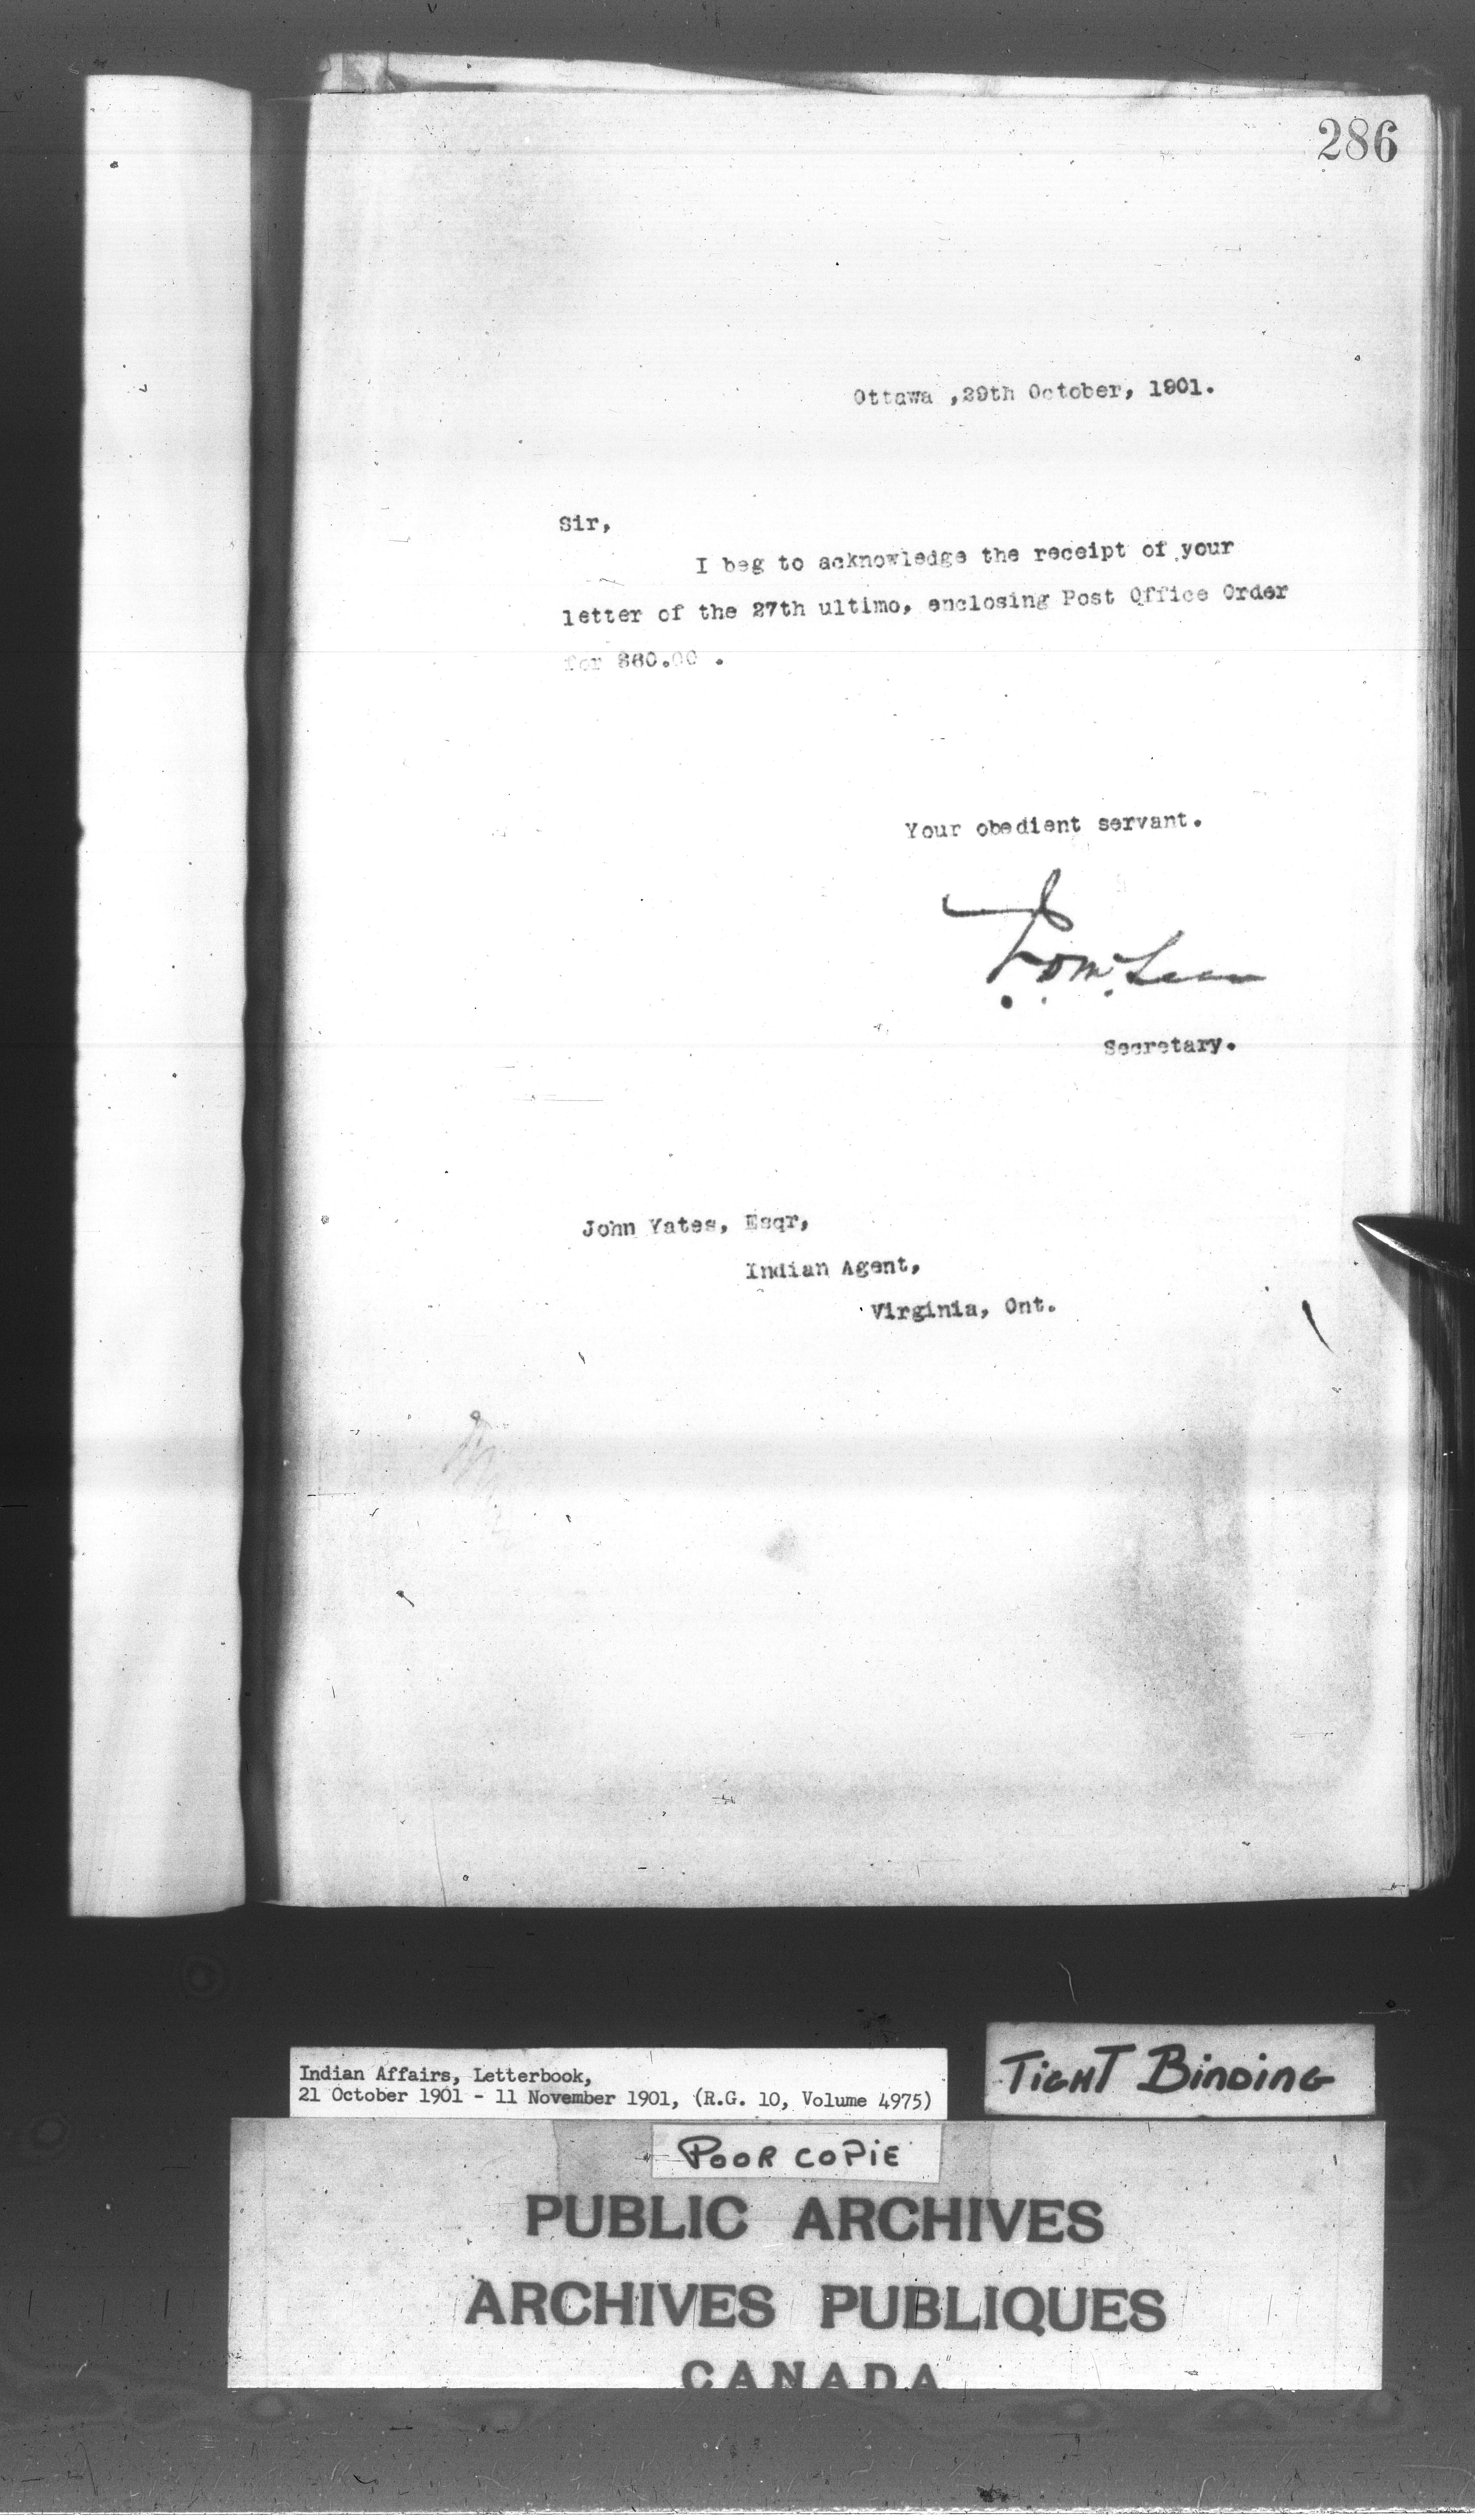 286
Ottawa ,29th October, 1901.
Sir,
I beg to acknowledge the receipt of your
letter of the 27th ultimo, enclosing Post Office Order
for $60.00 .
Your obedient servant.
Secretary.
John Yates, Esqr,
Indian Agent,
Virginia, Ont.
Indian Affairs, Letterbook,
21 October 1901 - 11 November 1901, (R.G. 10, Volume 4975)
TIGHT BINDING
POOR COPIE
PUBLIC ARCHIVES
ARCHIVES PUBLIQUES
CANADA